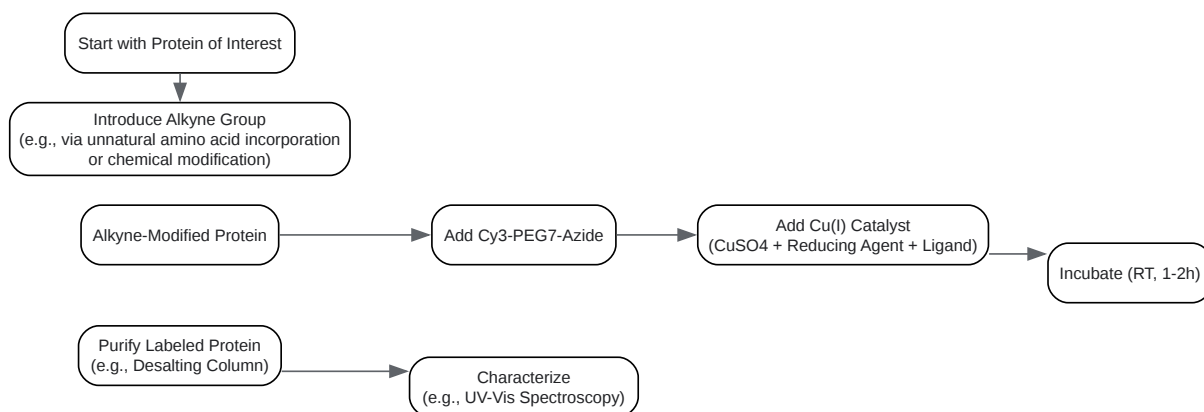 Start with Protein of Interest
Introduce Alkyne Group
(e.g., via unnatural amino acid incorporation
or chemical modification)
Alkyne-Modified Protein
Add Cy3-PEG7-Azide
Add Cu(I) Catalyst
(CuSO4 + Reducing Agent + Ligand)
Incubate (RT, 1-2h)
Purify Labeled Protein
(e.g., Desalting Column)
Characterize
(e.g., UV-Vis Spectroscopy)